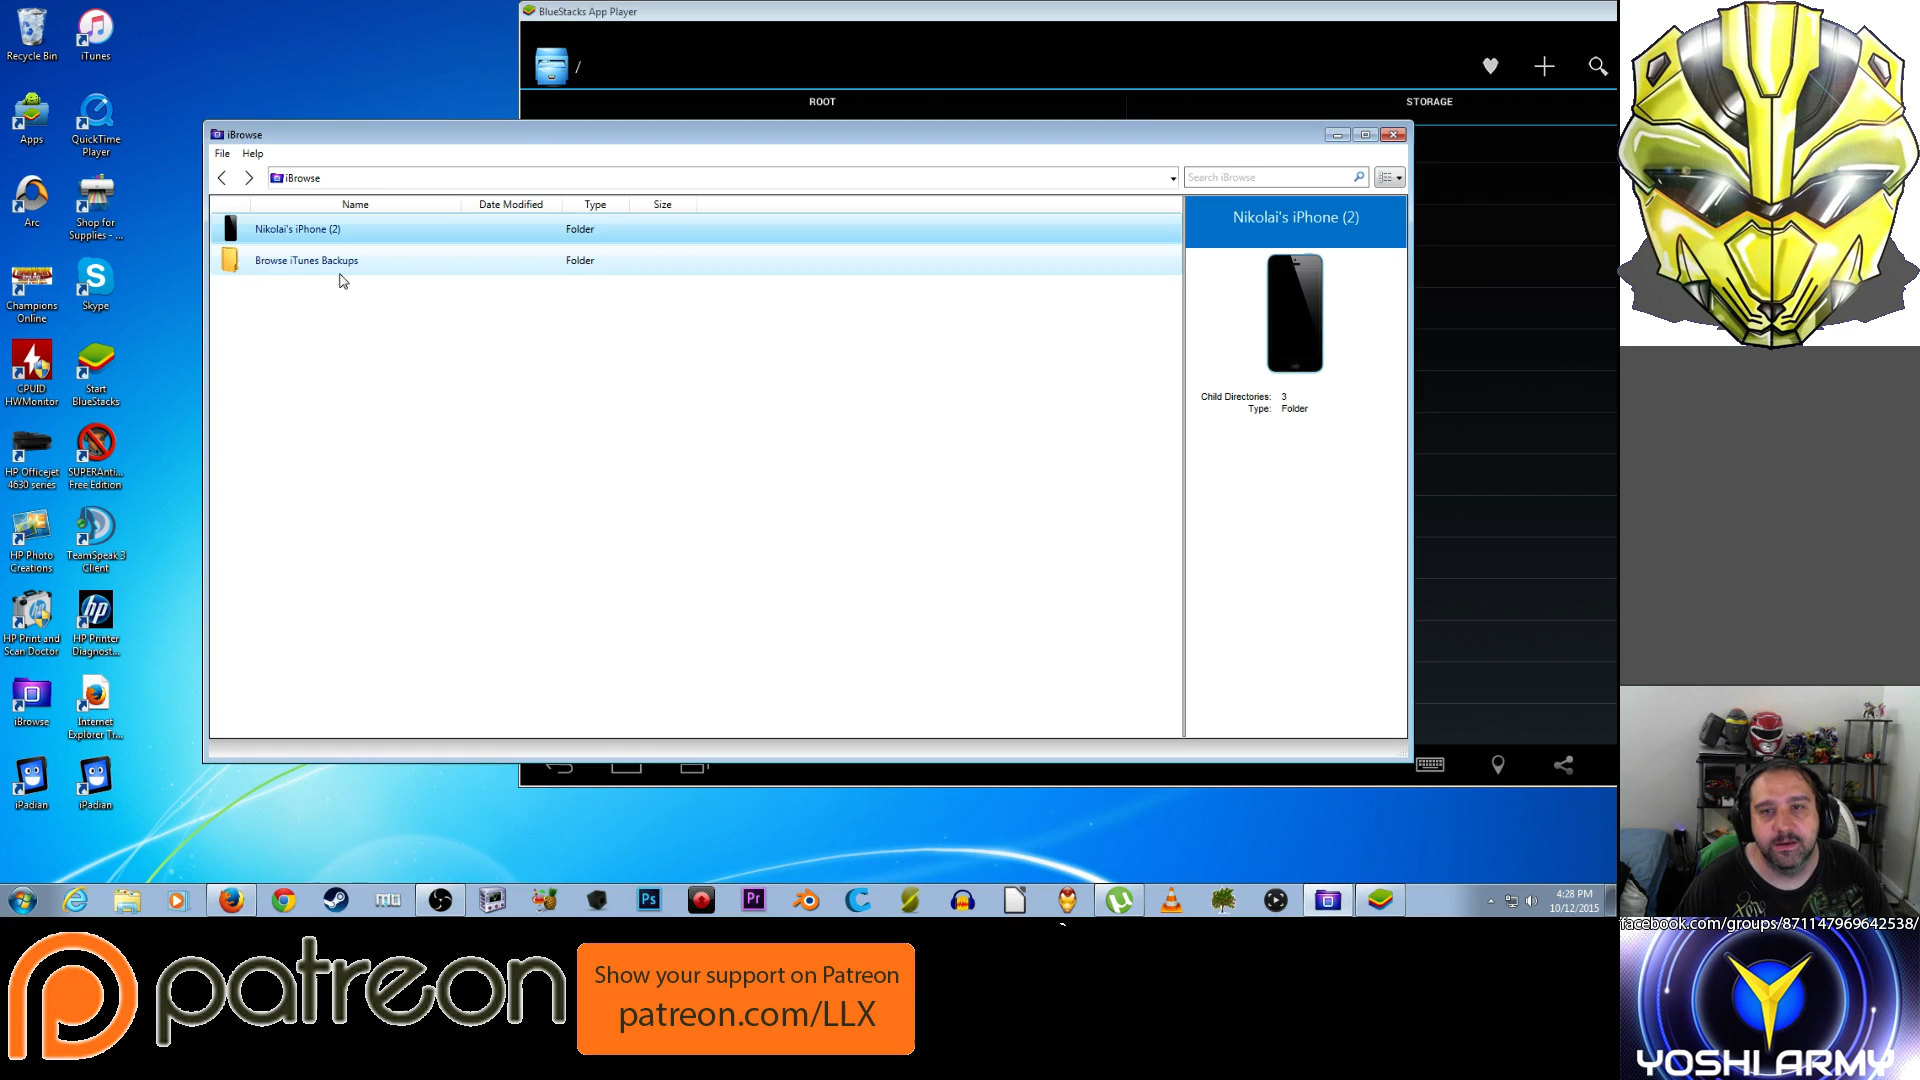 BlueStacks App Player
/
ROOT
STORAGE
iBrowse
File Help
iBrowse
Search iBrowse
Name Date Modified Type Size
Nikolai's iPhone (2) Folder
Browse iTunes Backups Folder
Nikolai's iPhone (2)
Child Directories: 3
Type: Folder
Recycle Bin
iTunes
Apps
QuickTime
Player
Arc
Shop for
Supplies - ...
Champions
Online
Skype
CPUID
HWMonitor
Start
BlueStacks
HP Officejet
4630 series
SUPERAnti...
Free Edition
HP Photo
Creations
TeamSpeak 3
Client
HP Print and
Scan Doctor
hp
HP Printer
Diagnost...
iBrowse
Internet
Explorer Tr...
iPadian
iPadian
Ps
Pr
4:28 PM
10/12/2015
facebook.com/groups/871147969642538/
patreon
Show your support on Patreon
patreon.com/LLX
YOSHI ARMY